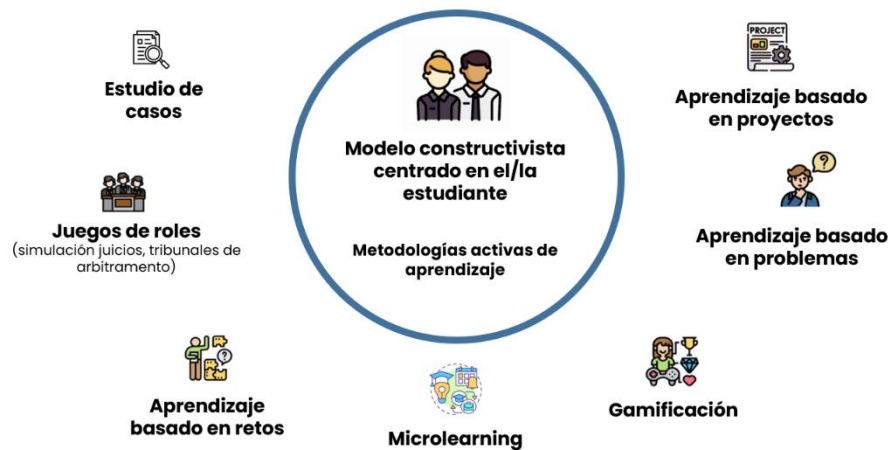 Estudio de
casos
Juegos de roles
(simulación juicios, tribunales de
arbitramento)
Aprendizaje
basado en retos
Modelo constructivista
centrado en el/la
estudiante
Metodologías activas de
aprendizaje
Microlearning
PROJECT
Aprendizaje basado
en proyectos
?
Aprendizaje basado
en problemas
Gamificación